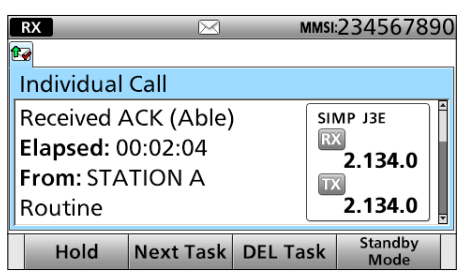 RX MMSI:234567890
Individual Call
Received ACK (Able)
Elapsed: 00:02:04
From: STATION A
Routine
SIMP J3E
RX
2.134.0
TX
2.134.0
Hold Next Task DEL Task Standby Mode